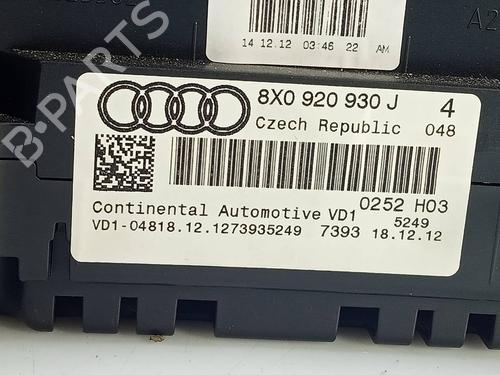 14.12.12 03:46 22 AM
8X0 920 930 J 4
Czech Republic 048
0252 H03
Continental Automotive VD1 5249
VD1-04818.12.1273935249 7393 18.12.12
B-PARTS